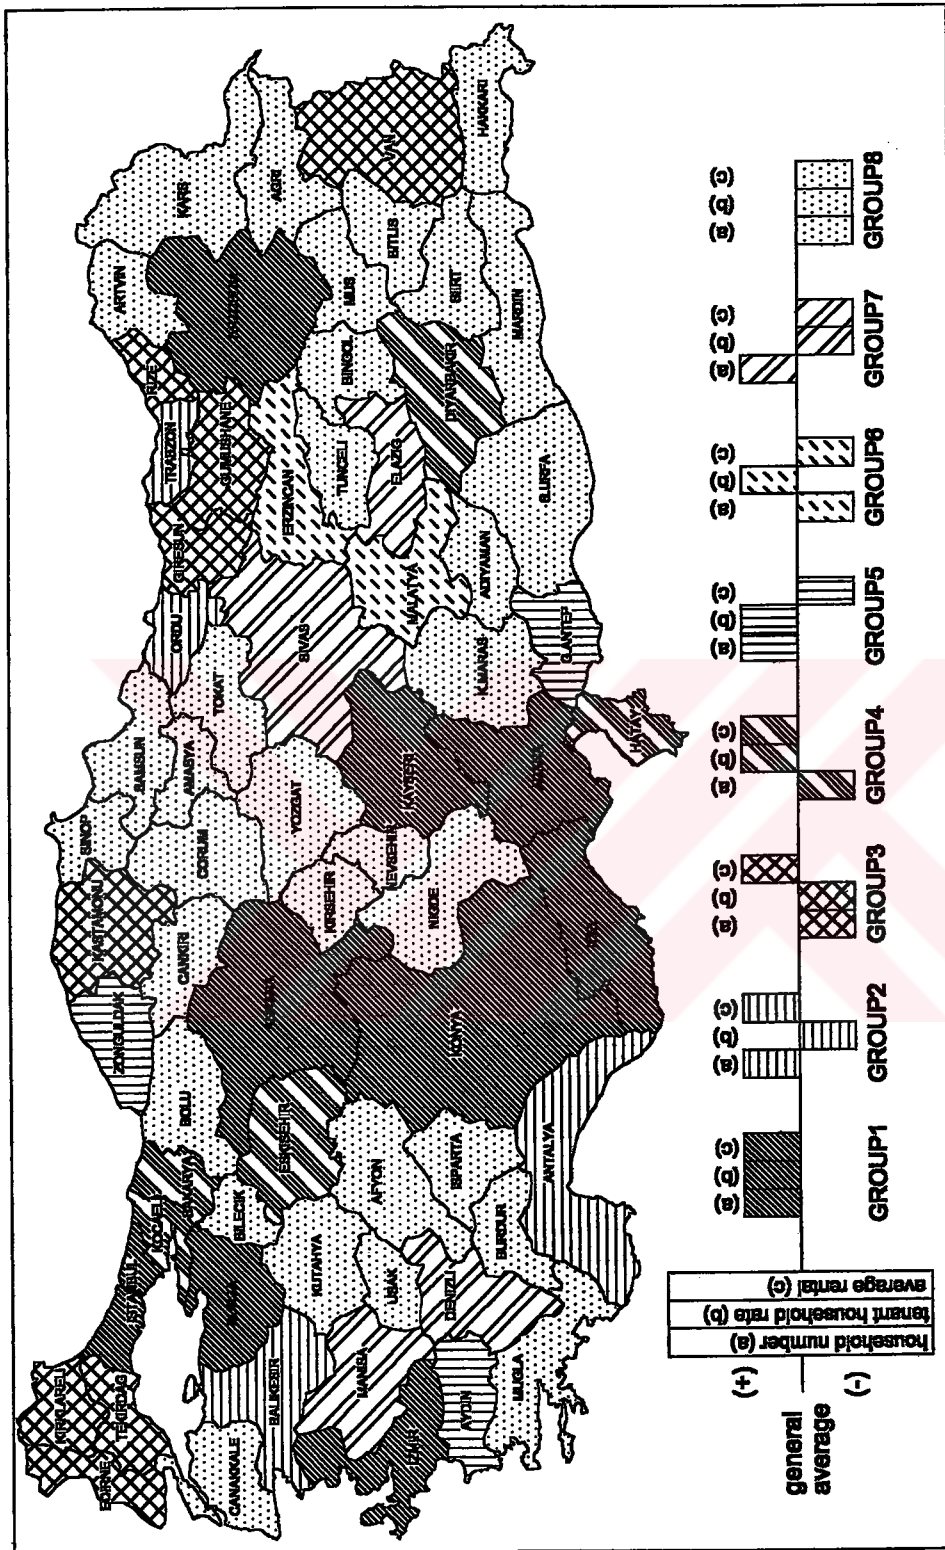 KIRKLARELI
EDIRNE
TEKIRDAG
ISTANBUL
KOCAELI
SAKARYA
CANAKKALE
BALIKESIR
BURSA
BILECIK
KUTAHYA
ESKISEHIR
BOLU
ZONGULDAK
KASTAMONU
SINOP
CANKIRI
ANKARA
CORUM
SAMSUN
AMASYA
TOKAT
ORDU
GIRESUN
TRABZON
GUMUSHANE
RIZE
ARTVIN
KARS
ERZURUM
AGRI
ERZINCAN
TUNCELI
BINGOL
MUS
BITLIS
VAN
HAKKARI
SIIRT
MARDIN
DIYARBAKIR
ELAZIG
MALATYA
SIVAS
YOZGAT
KIRSEHIR
NEVSEHIR
NIGDE
KAYSERI
K.MARAS
ADIYAMAN
S.URFA
G.ANTEP
HATAY
ADANA
ICEL
KONYA
AFYON
USAK
MANISA
IZMIR
AYDIN
DENIZLI
MUGLA
BURDUR
ISPARTA
ANTALYA
household number (a)
tenant household rate (b)
average rental (c)
(+)
general
average
(-)
(a) (b) (c)
GROUP1
(a) (b) (c)
GROUP2
(a) (b) (c)
GROUP3
(a) (b) (c)
GROUP4
(a) (b) (c)
GROUP5
(a) (b) (c)
GROUP6
(a) (b) (c)
GROUP7
(a) (b) (c)
GROUP8